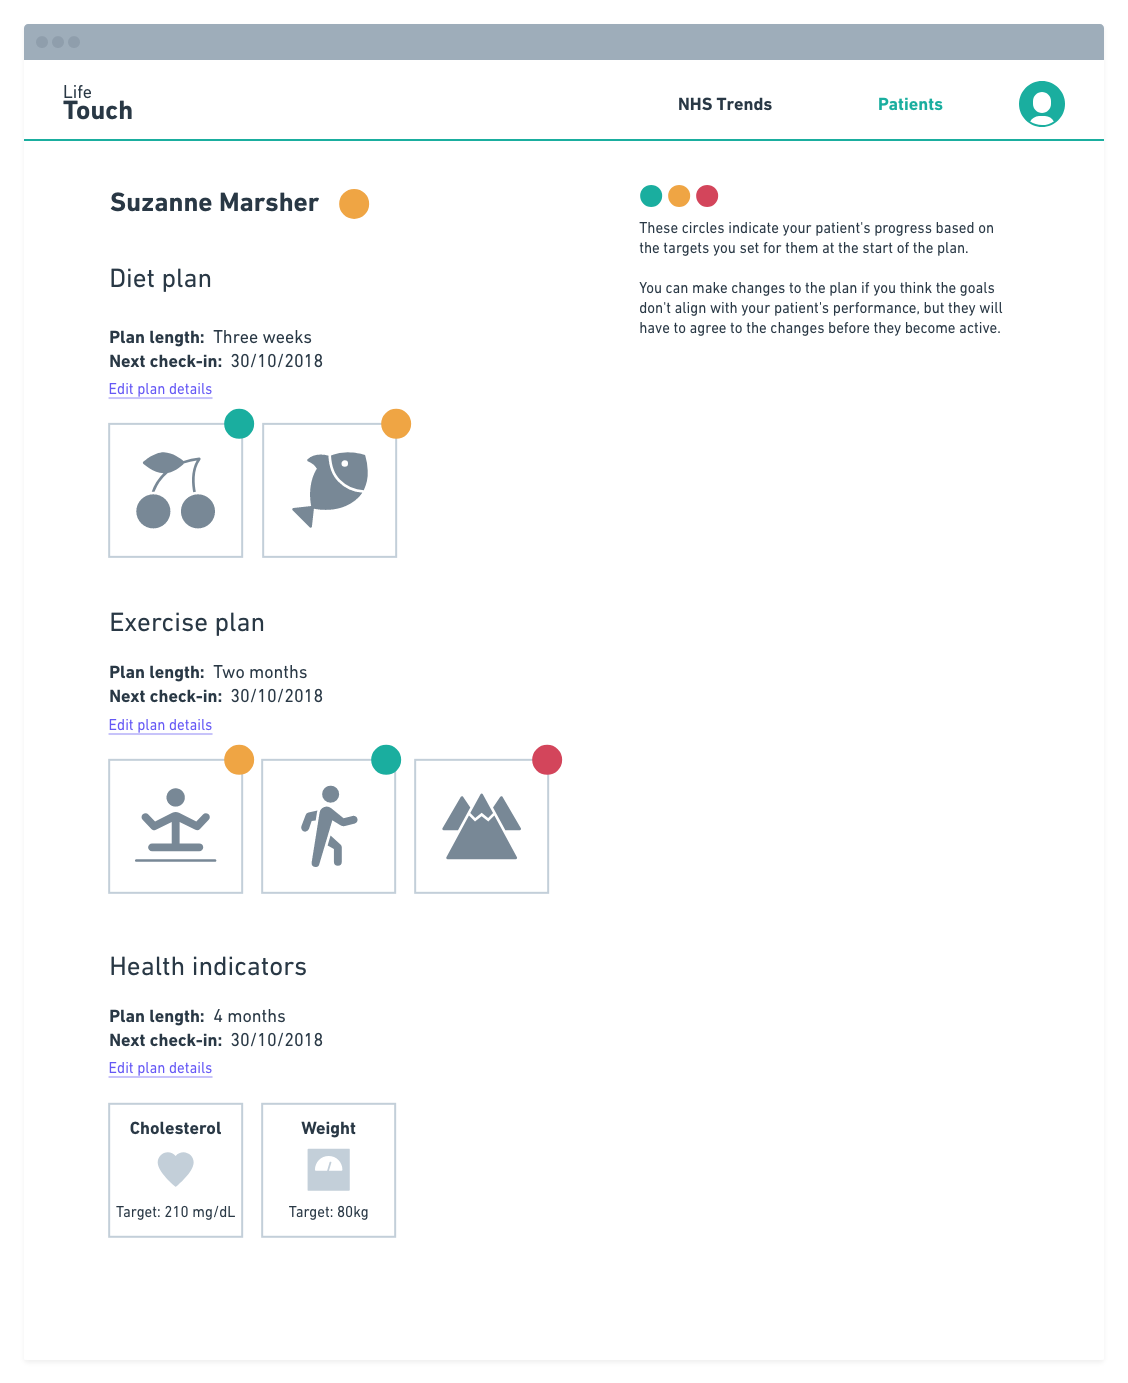 Life
Touch
NHS Trends
Patients
Suzanne Marsher
These circles indicate your patient's progress based on
the targets you set for them at the start of the plan.
You can make changes to the plan if you think the goals
don't align with your patient's performance, but they will
have to agree to the changes before they become active.
Diet plan
Plan length: Three weeks
Next check-in: 30/10/2018
Edit plan details
Exercise plan
Plan length: Two months
Next check-in: 30/10/2018
Edit plan details
Health indicators
Plan length: 4 months
Next check-in: 30/10/2018
Edit plan details
Cholesterol
Target: 210 mg/dL
Weight
Target: 80kg